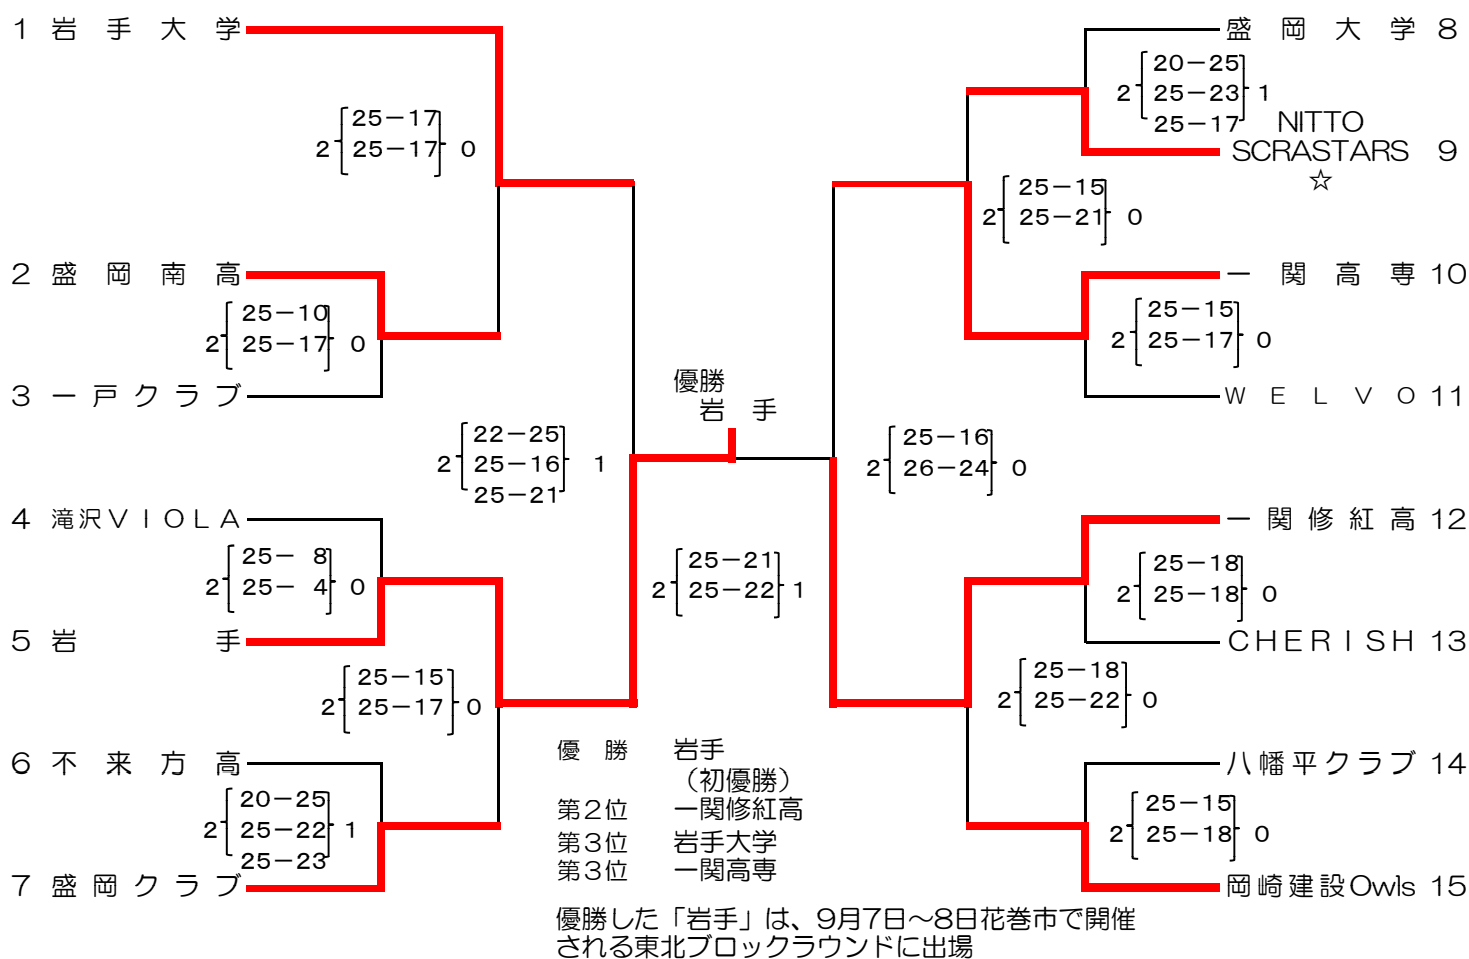 1 岩手大学
2┤25－17├0
25－17
2 盛岡南高
2┤25－10├0
25－17
3 一戸クラブ
2┤22－25├1
25－16
25－21
4 滝沢VIOLA
2┤25－ 8├0
25－ 4
5 岩手
2┤25－15├0
25－17
6 不来方高
2┤20－25├1
25－22
25－23
7 盛岡クラブ
優勝
岩 手
2┤25－21├1
25－22
盛岡大学 8
2┤20－25├1
25－23
25－17
NITTO
SCRASTARS 9
☆
2┤25－15├0
25－21
一関高専 10
2┤25－15├0
25－17
WELVO 11
2┤25－16├0
26－24
一関修紅高 12
2┤25－18├0
25－18
CHERISH 13
2┤25－18├0
25－22
八幡平クラブ 14
2┤25－15├0
25－18
岡崎建設Owls 15
優 勝 岩手
（初優勝）
第2位 一関修紅高
第3位 岩手大学
第3位 一関高専
優勝した「岩手」は、9月7日～8日花巻市で開催
される東北ブロックラウンドに出場